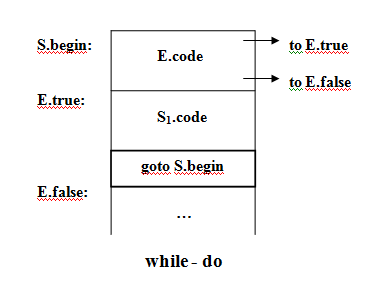 S.begin:
E.code
to E.true
to E.false
E.true:
S1.code
goto S.begin
E.false:
...
while - do